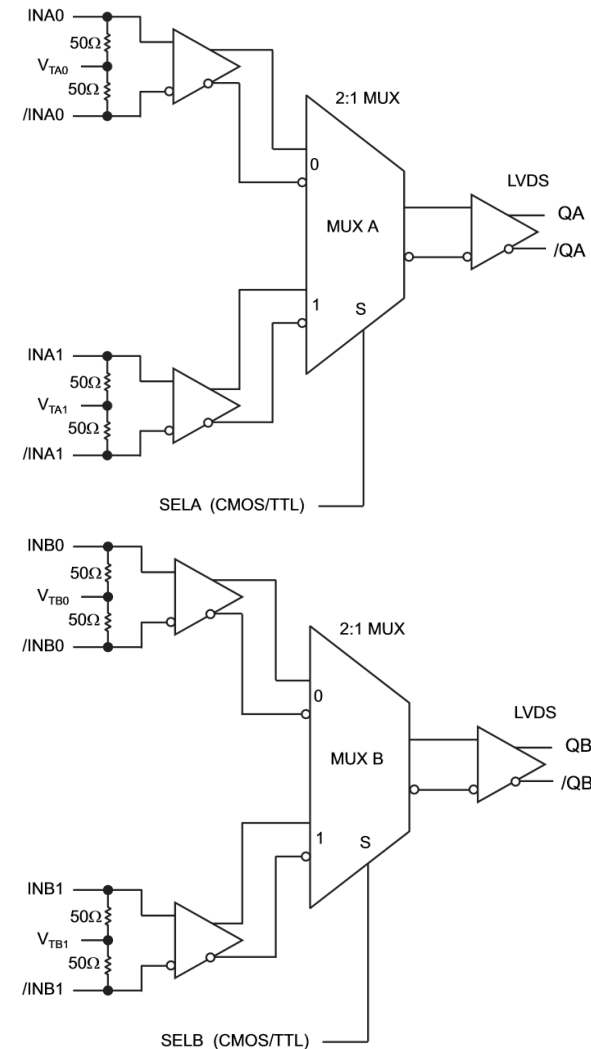 INA0
50Ω
VTA0
50Ω
/INA0
2:1 MUX
0
LVDS
QA
MUX A
/QA
1
S
INA1
50Ω
VTA1
50Ω
/INA1
SELA (CMOS/TTL)
INB0
50Ω
VTB0
50Ω
/INB0
2:1 MUX
0
LVDS
QB
MUX B
/QB
1
S
INB1
50Ω
VTB1
50Ω
/INB1
SELB (CMOS/TTL)